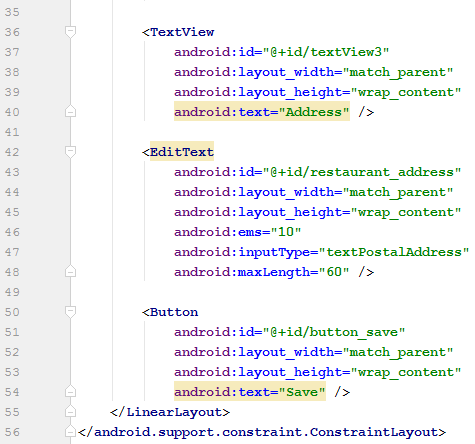 35
36 <TextView
37 android:id="@+id/textView3"
38 android:layout_width="match_parent"
39 android:layout_height="wrap_content"
40 android:text="Address" />
41
42 <EditText
43 android:id="@+id/restaurant_address"
44 android:layout_width="match_parent"
45 android:layout_height="wrap_content"
46 android:ems="10"
47 android:inputType="textPostalAddress"
48 android:maxLength="60" />
49
50 <Button
51 android:id="@+id/button_save"
52 android:layout_width="match_parent"
53 android:layout_height="wrap_content"
54 android:text="Save" />
55 </LinearLayout>
56 </android.support.constraint.ConstraintLayout>